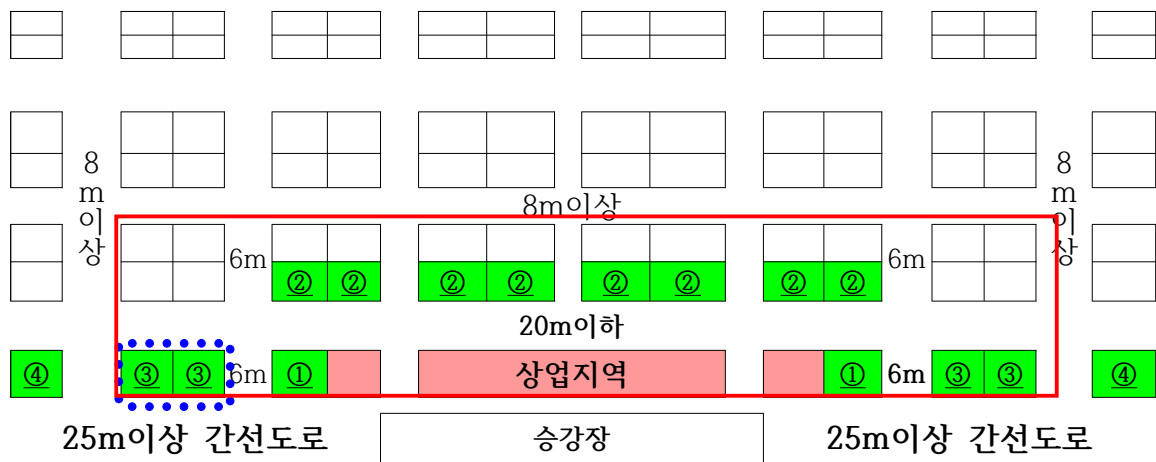 8m이상
8m이상
8m이상
6m
② ② ② ② ② ② ② ②
6m
20m이하
④ ③ ③ 6m ① 상업지역 ① 6m ③ ③ ④
25m이상 간선도로
승강장
25m이상 간선도로